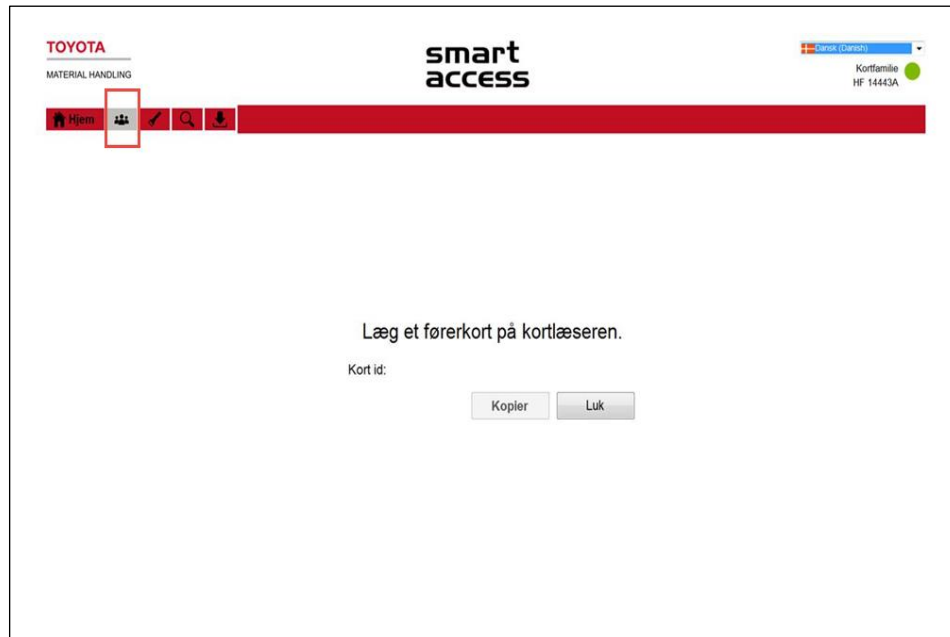 TOYOTA
MATERIAL HANDLING
smart
access
Dansk (Danish)
Kortfamilie
HF 14443A
Hjem
Læg et førerkort på kortlæseren.
Kort id:
Kopier
Luk